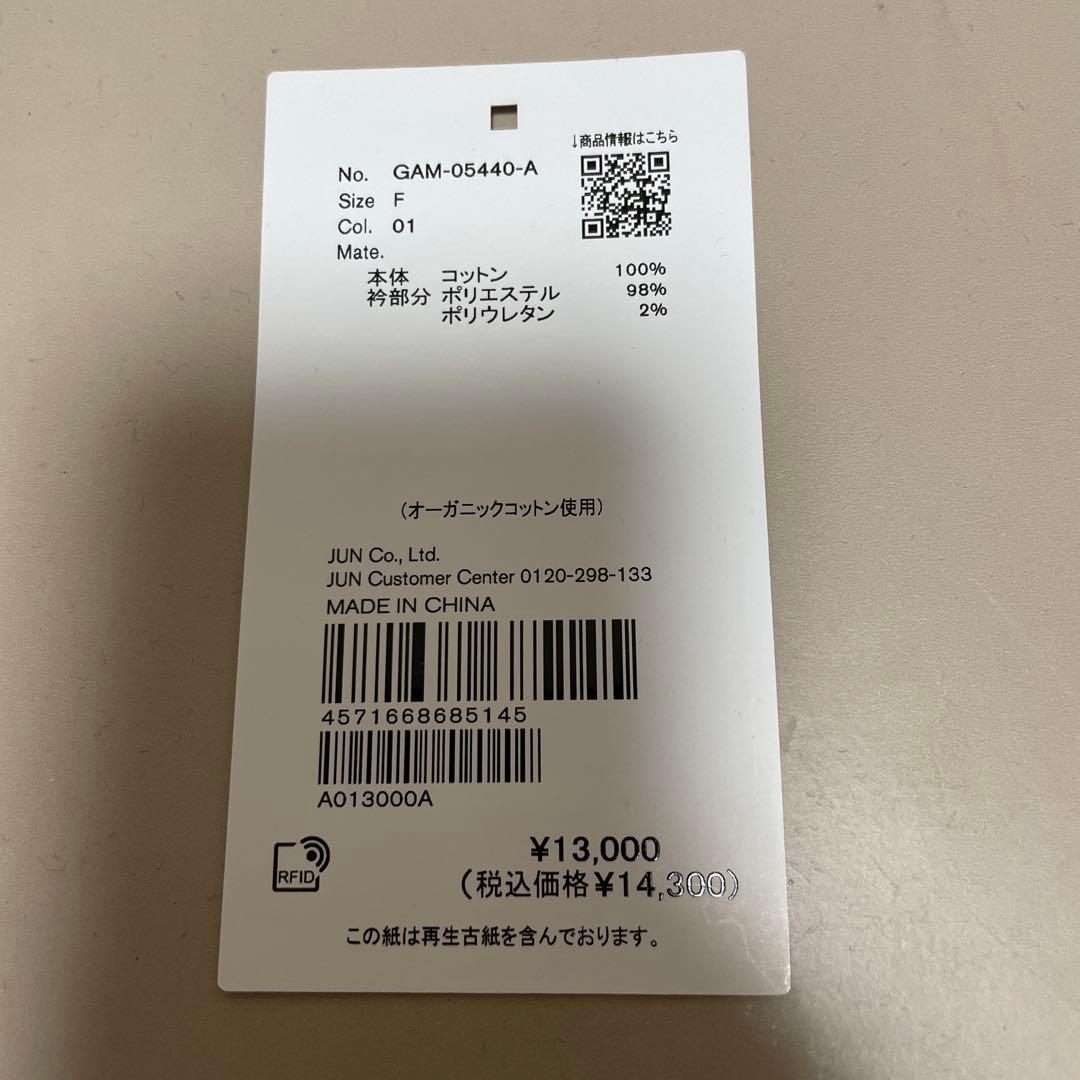 ↓商品情報はこちら
No. GAM-05440-A
Size F
Col. 01
Mate.
本体 コットン 100%
衿部分 ポリエステル 98%
ポリウレタン 2%
(オーガニックコットン使用)
JUN Co., Ltd.
JUN Customer Center 0120-298-133
MADE IN CHINA
4571668685145
A013000A
RFID
¥13,000
(税込価格¥14,300)
この紙は再生古紙を含んでおります。